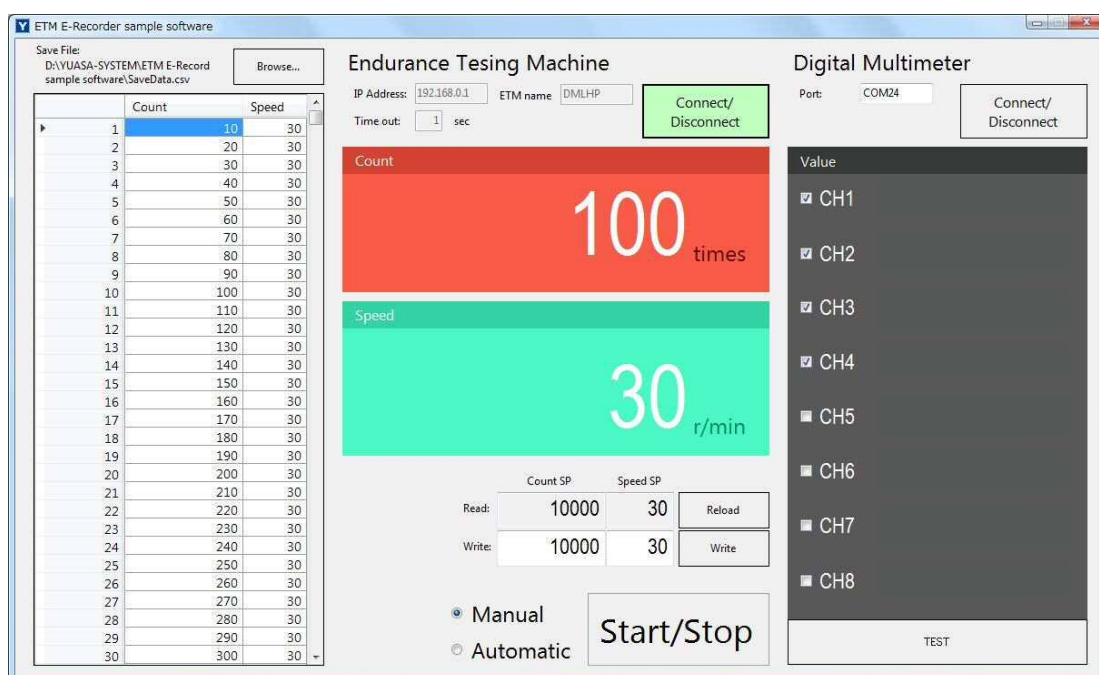 Y ETM E-Recorder sample software
Save File:
D:\YUASA-SYSTEM\ETM E-Record
sample software\SaveData.csv
Browse...
Count Speed
1 10 30
2 20 30
3 30 30
4 40 30
5 50 30
6 60 30
7 70 30
8 80 30
9 90 30
10 100 30
11 110 30
12 120 30
13 130 30
14 140 30
15 150 30
16 160 30
17 170 30
18 180 30
19 190 30
20 200 30
21 210 30
22 220 30
23 230 30
24 240 30
25 250 30
26 260 30
27 270 30
28 280 30
29 290 30
30 300 30
Endurance Tesing Machine
IP Address: 192.168.0.1 ETM name DMLHP
Time out: 1 sec
Connect/
Disconnect
Count
100 times
Speed
30 r/min
Count SP Speed SP
Read: 10000 30 Reload
Write: 10000 30 Write
Manual
Automatic
Start/Stop
Digital Multimeter
Port: COM24
Connect/
Disconnect
Value
CH1
CH2
CH3
CH4
CH5
CH6
CH7
CH8
TEST